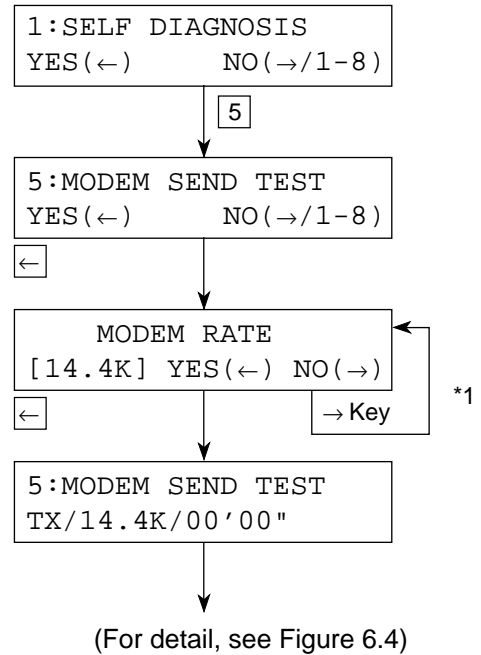 1:SELF DIAGNOSIS
YES(←) NO(→/1-8)
5
5:MODEM SEND TEST
YES(←) NO(→/1-8)
←
MODEM RATE
[14.4K] YES(←) NO(→)
←
→ Key
*1
5:MODEM SEND TEST
TX/14.4K/00'00"
(For detail, see Figure 6.4)